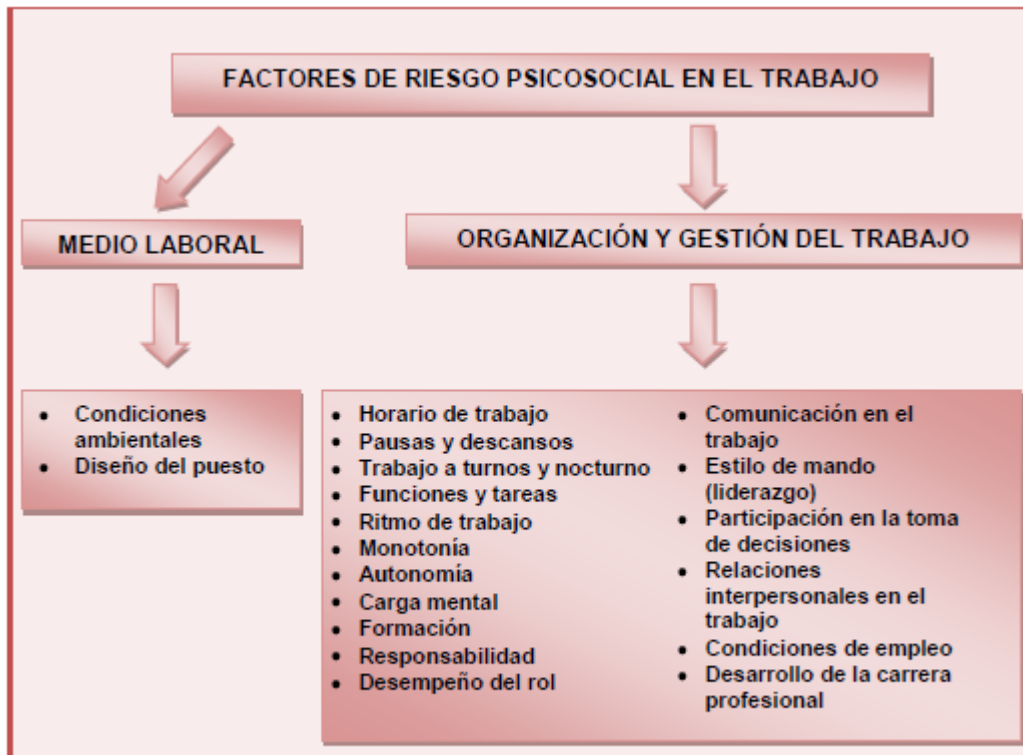 FACTORES DE RIESGO PSICOSOCIAL EN EL TRABAJO
MEDIO LABORAL
ORGANIZACIÓN Y GESTIÓN DEL TRABAJO
• Condiciones
ambientales
• Diseño del puesto
• Horario de trabajo
• Pausas y descansos
• Trabajo a turnos y nocturno
• Funciones y tareas
• Ritmo de trabajo
• Monotonía
• Autonomía
• Carga mental
• Formación
• Responsabilidad
• Desempeño del rol
• Comunicación en el
trabajo
• Estilo de mando
(liderazgo)
• Participación en la toma
de decisiones
• Relaciones
interpersonales en el
trabajo
• Condiciones de empleo
• Desarrollo de la carrera
profesional